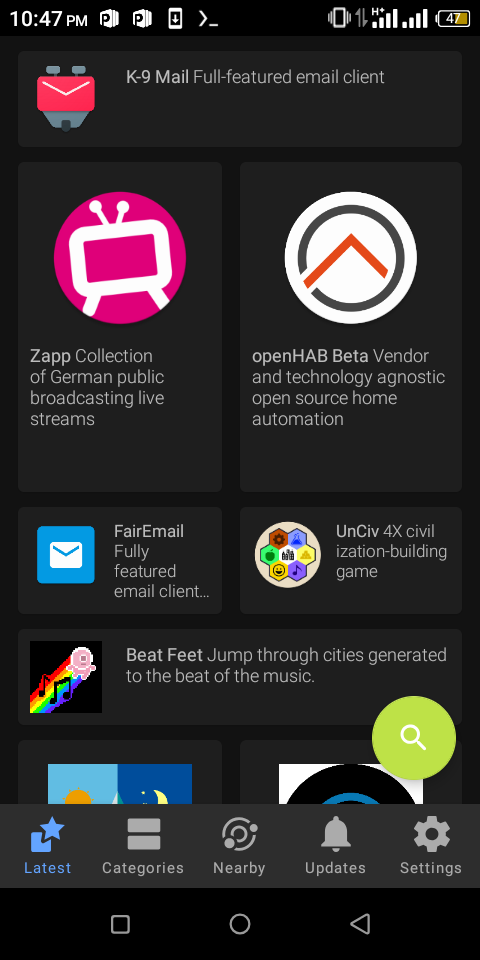 10:47 PM
H+
47
K-9 Mail Full-featured email client
Zapp Collection
of German public
broadcasting live
streams
openHAB Beta Vendor
and technology agnostic
open source home
automation
FairEmail
Fully
featured
email client…
UnCiv 4X civil
ization-building
game
Beat Feet Jump through cities generated
to the beat of the music.
Latest
Categories
Nearby
Updates
Settings